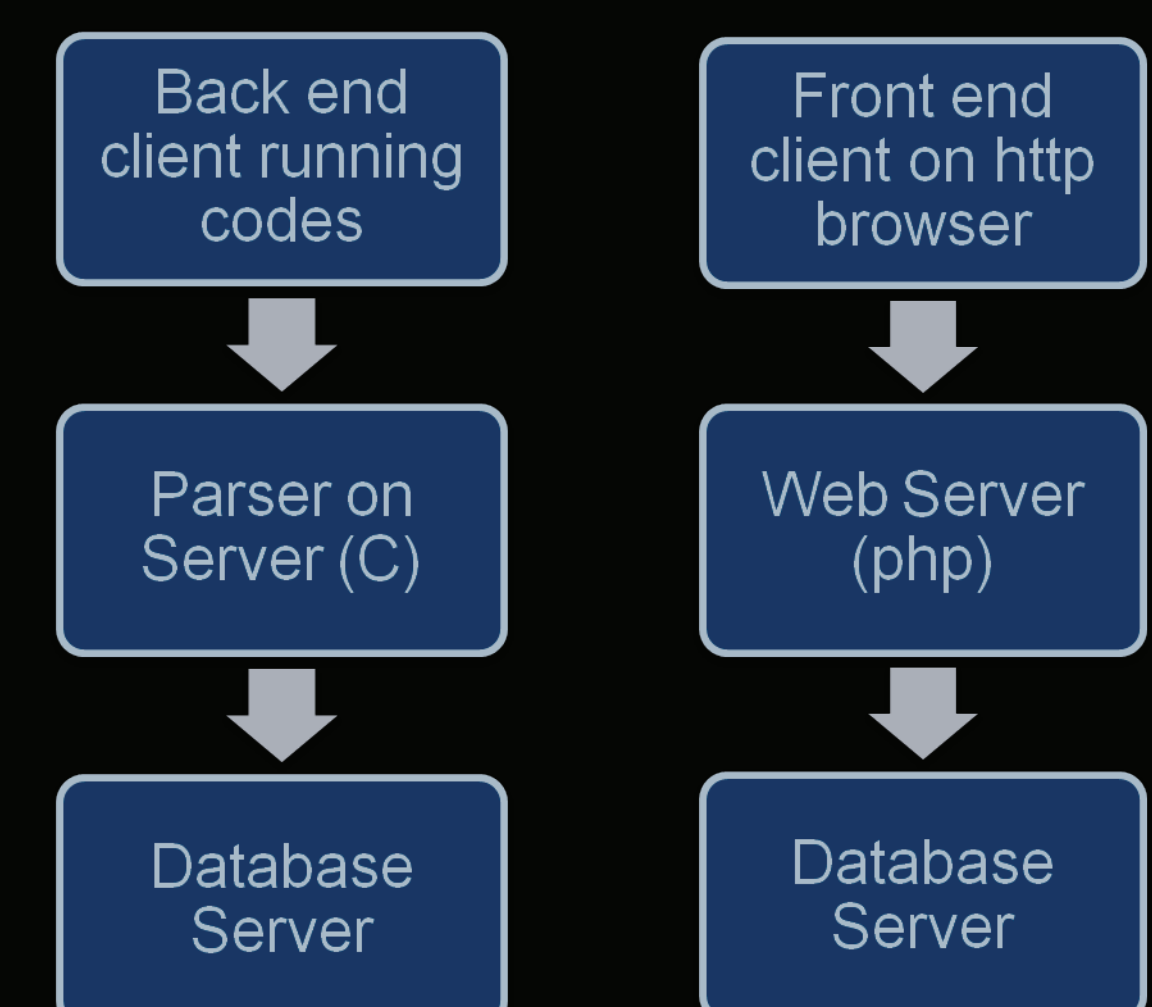 Back end
client running
codes
Parser on
Server (C)
Database
Server
Front end
client on http
browser
Web Server
(php)
Database
Server